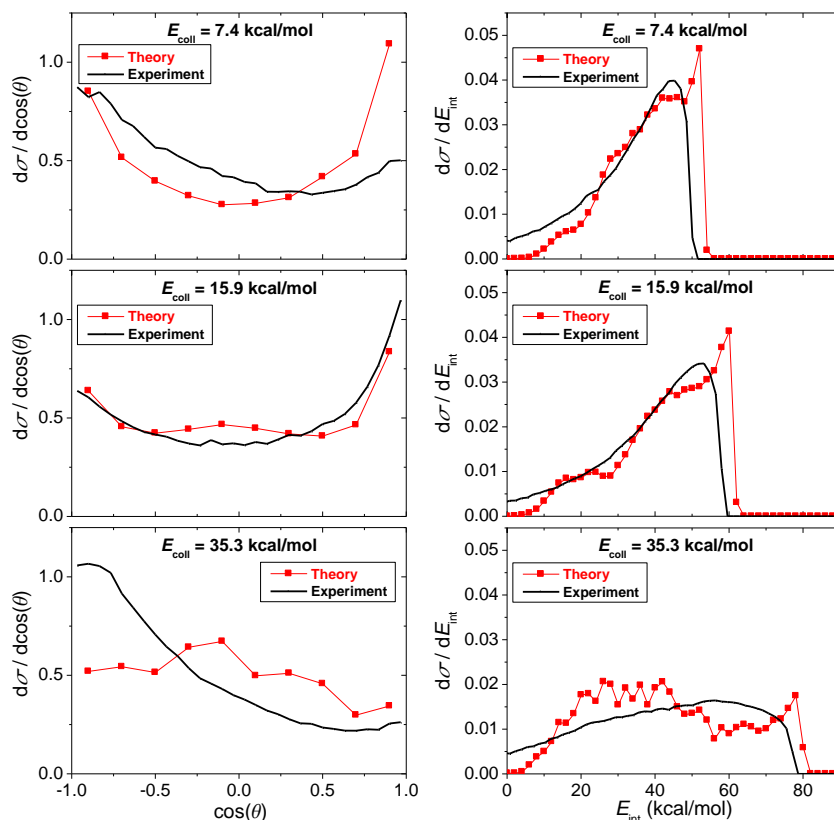 E_coll = 7.4 kcal/mol
Theory
Experiment
dσ / dcos(θ)
1.0
0.5
0.0
E_coll = 7.4 kcal/mol
Theory
Experiment
dσ / dE_int
0.05
0.04
0.03
0.02
0.01
0.00
E_coll = 15.9 kcal/mol
Theory
Experiment
dσ / dcos(θ)
1.0
0.5
0.0
E_coll = 15.9 kcal/mol
Theory
Experiment
dσ / dE_int
0.05
0.04
0.03
0.02
0.01
0.00
E_coll = 35.3 kcal/mol
Theory
Experiment
dσ / dcos(θ)
1.0
0.5
0.0
-1.0 -0.5 0.0 0.5 1.0
cos(θ)
E_coll = 35.3 kcal/mol
Theory
Experiment
dσ / dE_int
0.05
0.04
0.03
0.02
0.01
0.00
0 20 40 60 80
E_int (kcal/mol)